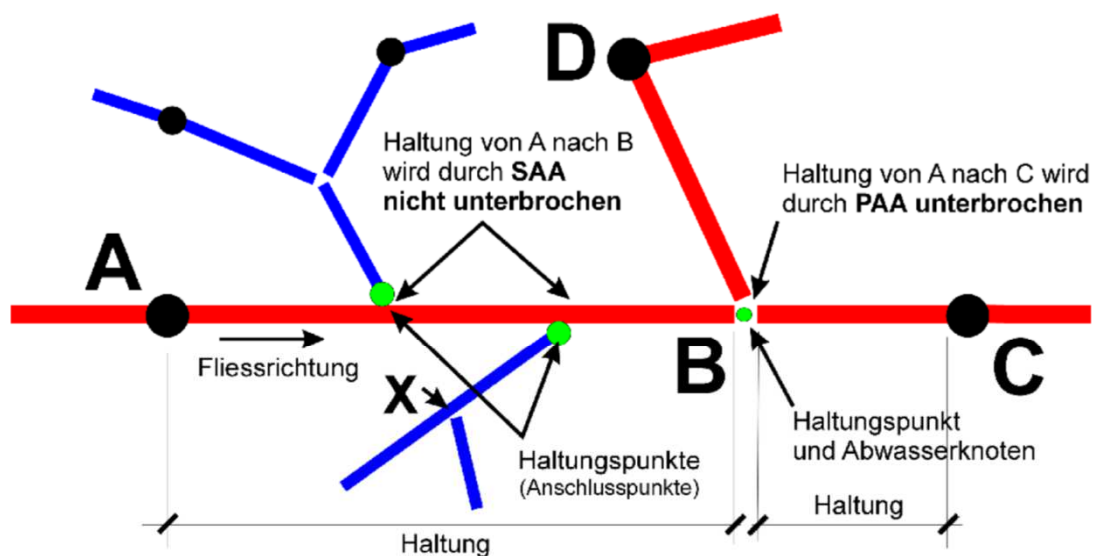 D
Haltung von A nach B
wird durch SAA
nicht unterbrochen
Haltung von A nach C wird
durch PAA unterbrochen
A
Fliessrichtung
B
C
X
Haltungspunkte
(Anschlusspunkte)
Haltungspunkt
und Abwasserknoten
Haltung
Haltung